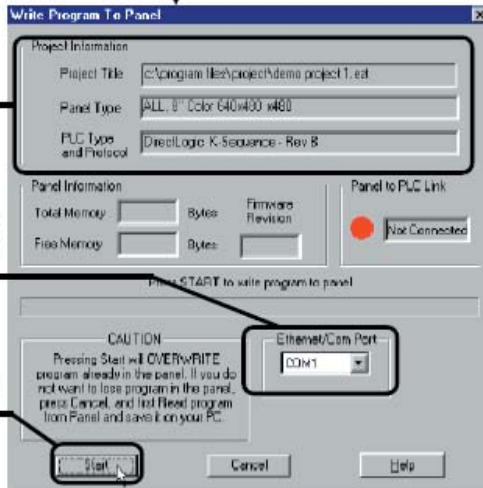 Write Program To Panel
Project Information
Project Title c:\program files\project\demo project 1.eat
Panel Type ALL, 8" Color 640x480 x480
PLC Type and Protocol DirectLogic K-Sequence - Rev B
Panel Information
Total Memory Bytes Firmware Revision
Free Memory Bytes
Panel to PLC Link
Not Connected
Press START to write program to panel
CAUTION
Pressing Start will OVERWRITE
program already in the panel. If you do
not want to lose program in the panel,
press Cancel, and first Read program
from Panel and save it on your PC.
Ethernet/Com Port
COM1
Start Cancel Help